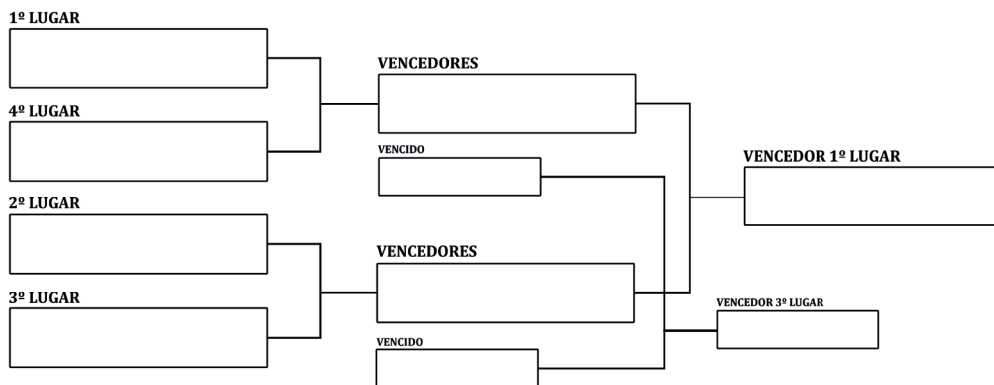 1º LUGAR
4º LUGAR
2º LUGAR
3º LUGAR
VENCEDORES
VENCIDO
VENCEDORES
VENCIDO
VENCEDOR 1º LUGAR
VENCEDOR 3º LUGAR